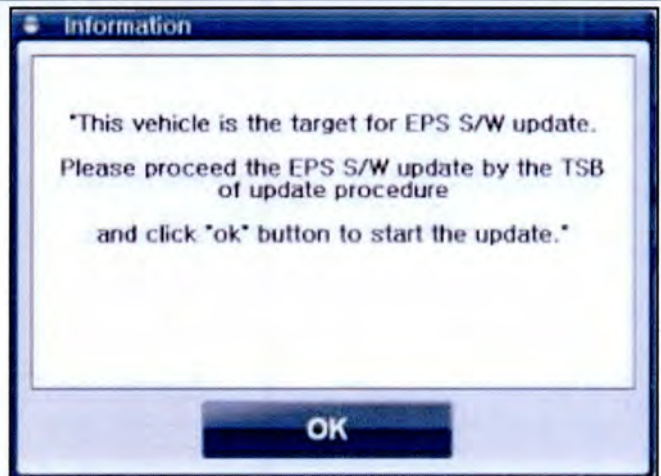 Information
"This vehicle is the target for EPS S/W update.
Please proceed the EPS S/W update by the TSB
of update procedure
and click "ok" button to start the update."
OK